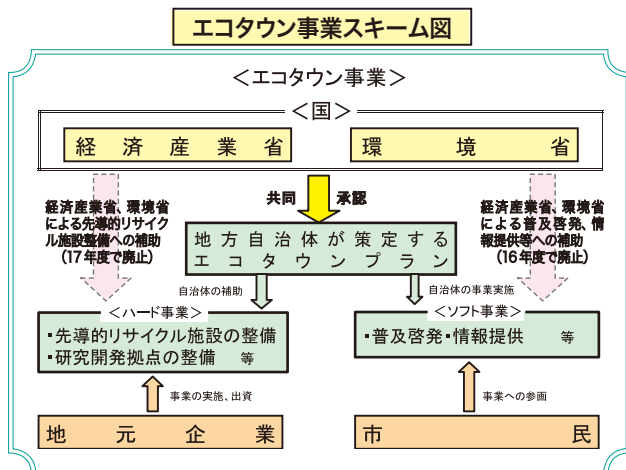 エコタウン事業スキーム図
＜エコタウン事業＞
＜国＞
経済産業省
環境省
共同 承認
経済産業省、環境省
による先導的リサイク
ル施設整備への補助
（17年度で廃止）
経済産業省、環境省
による普及啓発、情
報提供等への補助
（16年度で廃止）
地方自治体が策定する
エコタウンプラン
自治体の補助
自治体の事業実施
＜ハード事業＞
・先導的リサイクル施設の整備
・研究開発拠点の整備 等
＜ソフト事業＞
・普及啓発・情報提供 等
事業の実施、出資
事業への参画
地元企業
市民